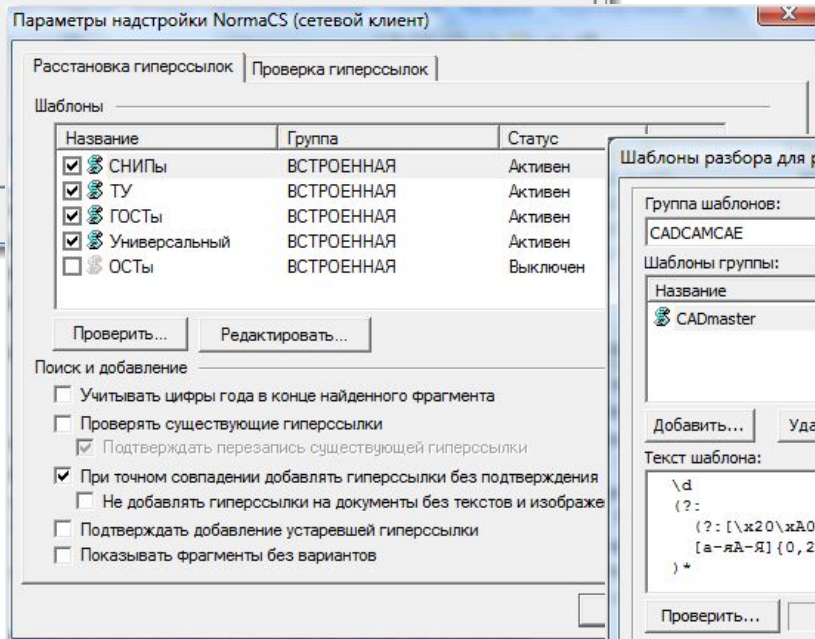 Параметры надстройки NormaCS (сетевой клиент)
Расстановка гиперссылок
Проверка гиперссылок
Шаблоны
Название Группа Статус
СНИПы ВСТРОЕННАЯ Активен
ТУ ВСТРОЕННАЯ Активен
ГОСТы ВСТРОЕННАЯ Активен
Универсальный ВСТРОЕННАЯ Активен
ОСТы ВСТРОЕННАЯ Выключен
Проверить... Редактировать...
Поиск и добавление
Учитывать цифры года в конце найденного фрагмента
Проверять существующие гиперссылки
Подтверждать перезапись существующей гиперссылки
При точном совпадении добавлять гиперссылки без подтверждения
Не добавлять гиперссылки на документы без текстов и изображе
Подтверждать добавление устаревшей гиперссылки
Показывать фрагменты без вариантов
Шаблоны разбора для р
Группа шаблонов:
CADCAMCAE
Шаблоны группы:
Название
CADmaster
Добавить... Уда
Текст шаблона:
\d
(?:
(?:[\x20\xA0
[а-яА-Я]{0,2
)*
Проверить...